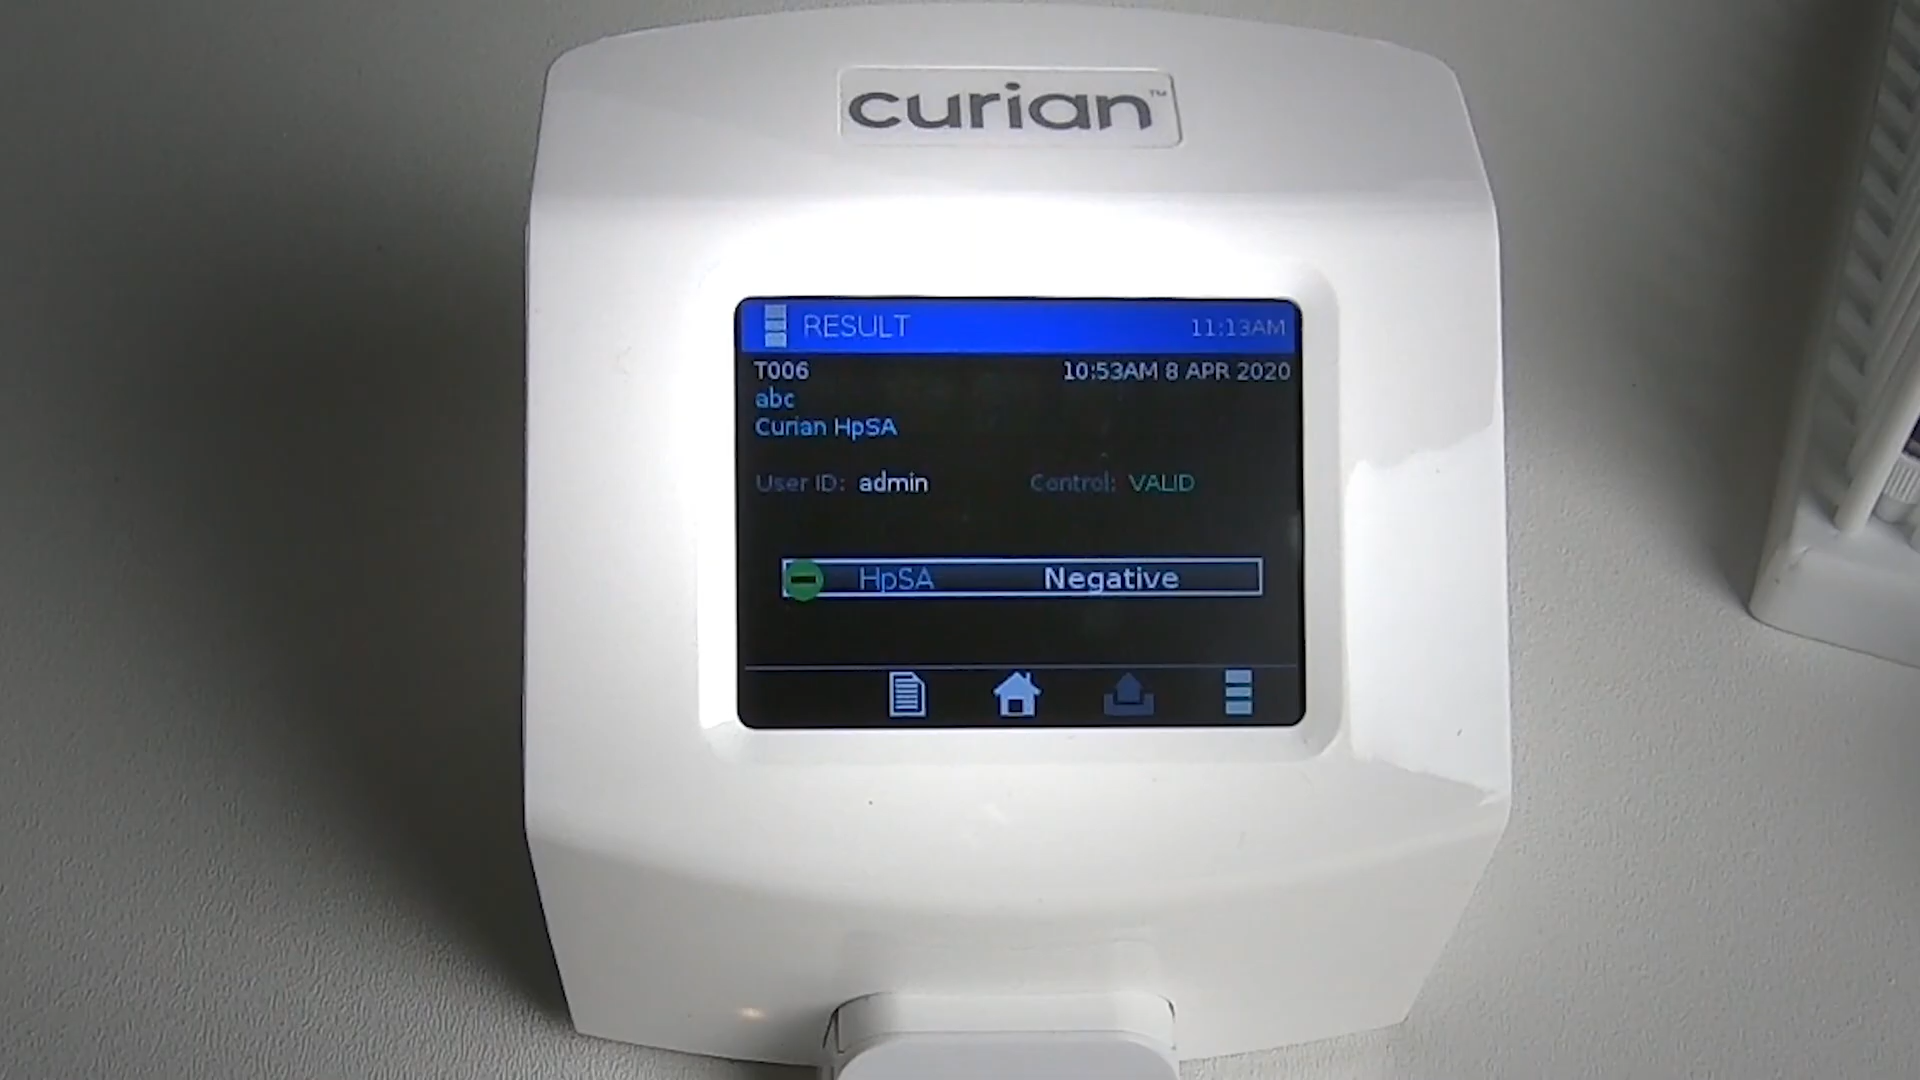 curian™
RESULT 11:13AM
T006 10:53AM 8 APR 2020
abc
Curian HpSA
User ID: admin Control: VALID
HpSA Negative